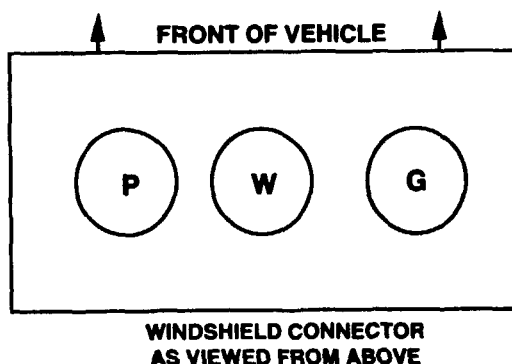 FRONT OF VEHICLE
P W G
WINDSHIELD CONNECTOR
AS VIEWED FROM ABOVE